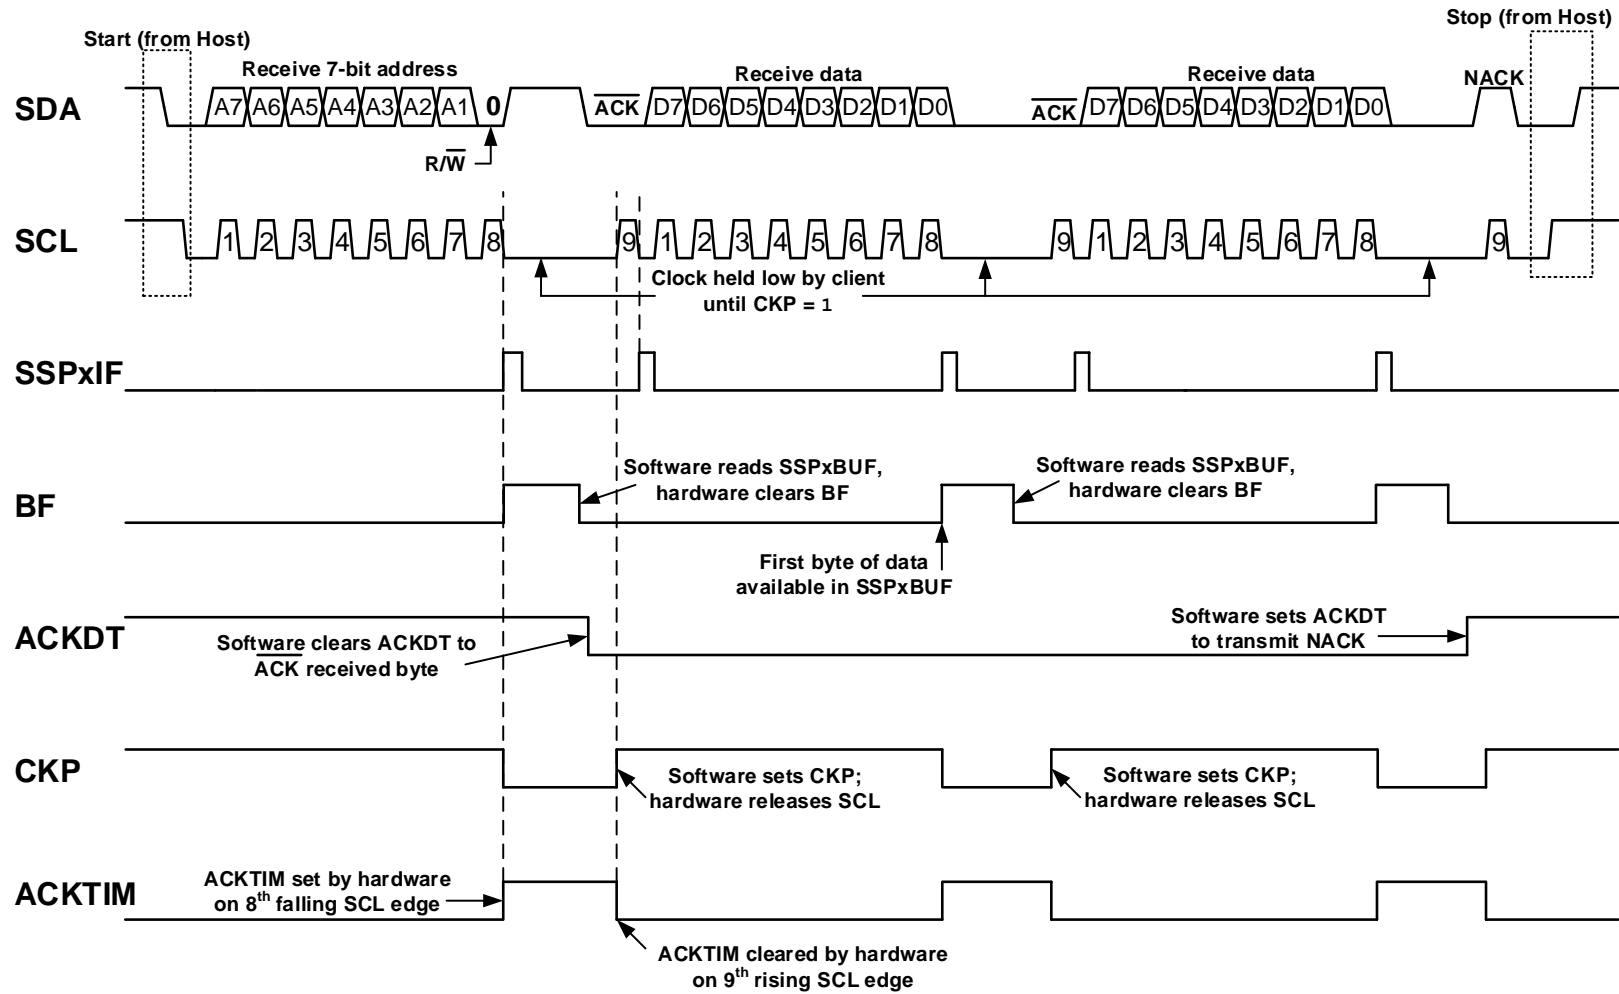 Stop (from Host)
Start (from Host)
Receive 7-bit address
Receive data
Receive data
NACK
SDA
A7 A6 A5 A4 A3 A2 A1 0
ACK
D7 D6 D5 D4 D3 D2 D1 D0
ACK
D7 D6 D5 D4 D3 D2 D1 D0
R/W
SCL
1 2 3 4 5 6 7 8 9 1 2 3 4 5 6 7 8 9 1 2 3 4 5 6 7 8 9
Clock held low by client
until CKP = 1
SSPxIF
BF
Software reads SSPxBUF,
hardware clears BF
Software reads SSPxBUF,
hardware clears BF
First byte of data
available in SSPxBUF
ACKDT
Software clears ACKDT to
ACK received byte
Software sets ACKDT
to transmit NACK
CKP
Software sets CKP;
hardware releases SCL
Software sets CKP;
hardware releases SCL
ACKTIM
ACKTIM set by hardware
on 8th falling SCL edge
ACKTIM cleared by hardware
on 9th rising SCL edge